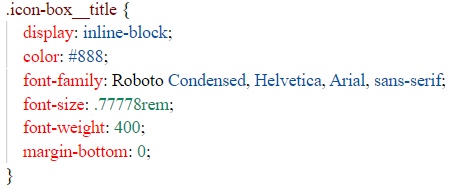 .icon-box__title {
display: inline-block;
color: #888;
font-family: Roboto Condensed, Helvetica, Arial, sans-serif;
font-size: .77778rem;
font-weight: 400;
margin-bottom: 0;
}